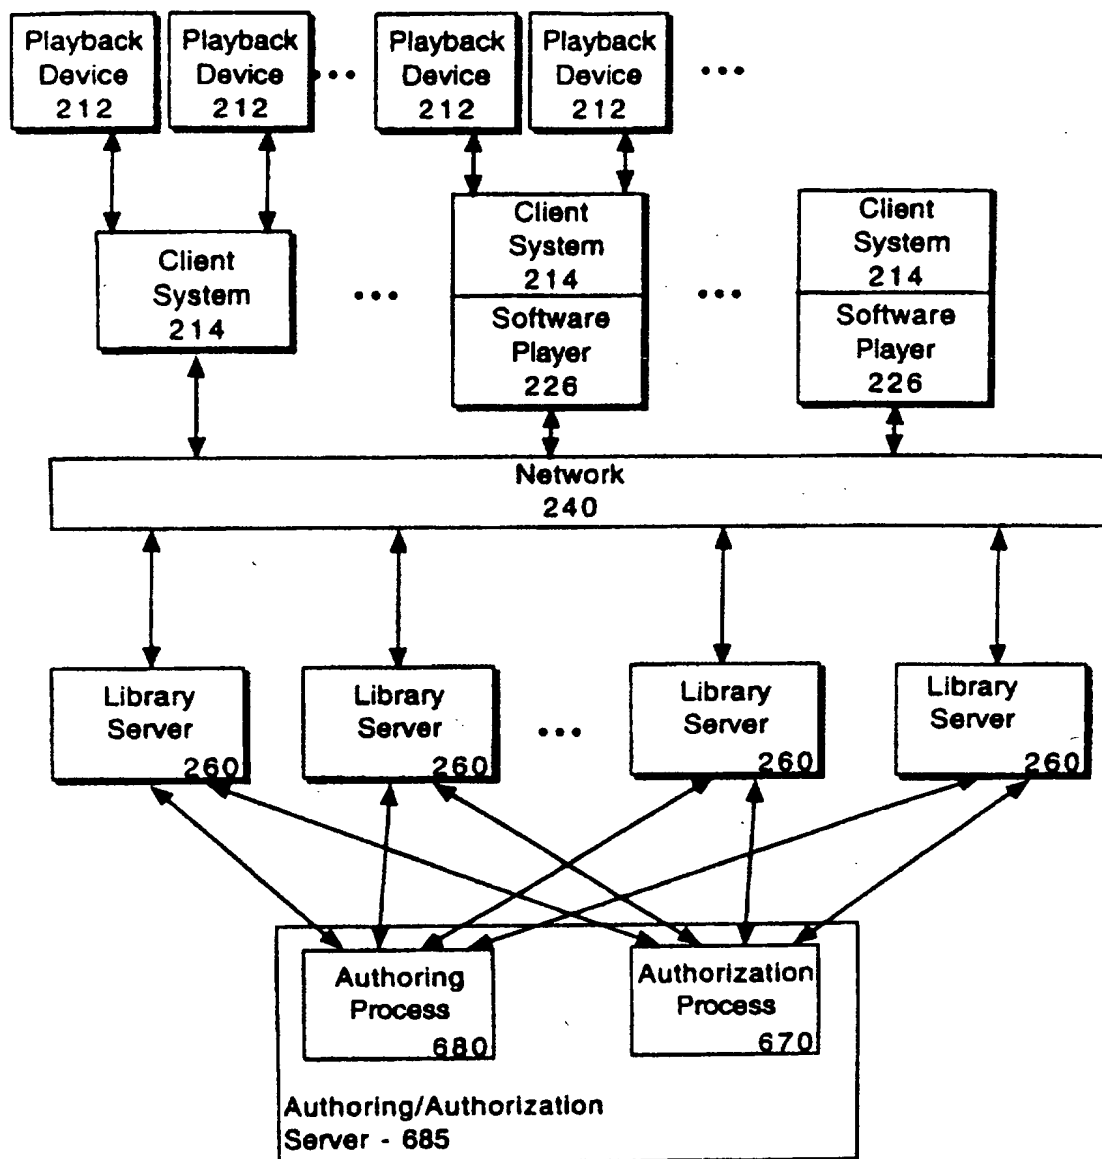 Playback
Device
212
Playback
Device
212
...
Playback
Device
212
Playback
Device
212
...
Client
System
214
...
Client
System
214
Software
Player
226
...
Client
System
214
Software
Player
226
Network
240
Library
Server
260
Library
Server
260
...
Library
Server
260
Library
Server
260
Authoring
Process
680
Authorization
Process
670
Authoring/Authorization
Server - 685